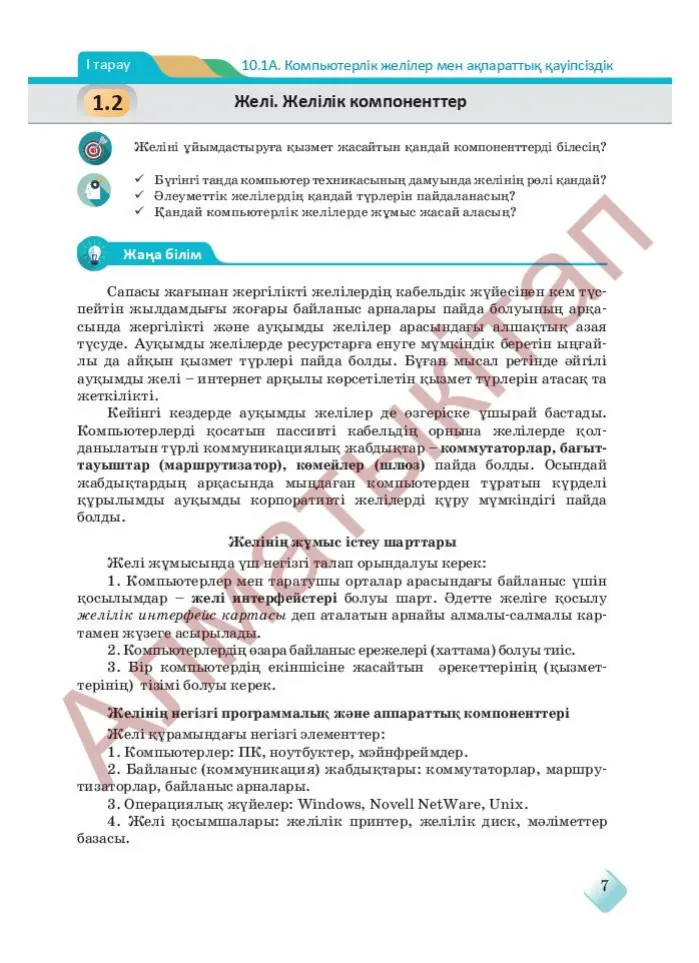 І тарау
10.1А. Компьютерлік желілер мен ақпараттық қауіпсіздік
1.2
Желі. Желілік компоненттер
Желіні ұйымдастыруға қызмет жасайтын қандай компоненттерді білесің?
✓ Бүгінгі таңда компьютер техникасының дамуында желінің рөлі қандай?
✓ Әлеуметтік желілердің қандай түрлерін пайдаланасың?
✓ Қандай компьютерлік желілерде жұмыс жасай аласың?
Жаңа білім
Сапасы жағынан жергілікті желілердің кабельдік жүйесінен кем түс-
пейтін жылдамдығы жоғары байланыс арналары пайда болуының арқа-
сында жергілікті және ауқымды желілер арасындағы алшақтық азая
түсуде. Ауқымды желілерде ресурстарға енуге мүмкіндік беретін ыңғай-
лы да айқын қызмет түрлері пайда болды. Бұған мысал ретінде әйгілі
ауқымды желі – интернет арқылы көрсетілетін қызмет түрлерін атасақ та
жеткілікті.
Кейінгі кездерде ауқымды желілер де өзгеріске ұшырай бастады.
Компьютерлерді қосатын пассивті кабельдің орнына желілерде қол-
данылатын түрлі коммуникациялық жабдықтар – коммутаторлар, бағыт-
тауыштар (маршрутизатор), көмейлер (шлюз) пайда болды. Осындай
жабдықтардың арқасында мыңдаған компьютерден тұратын күрделі
құрылымды ауқымды корпоративті желілерді құру мүмкіндігі пайда
болды.
Желінің жұмыс істеу шарттары
Желі жұмысында үш негізгі талап орындалуы керек:
1. Компьютерлер мен таратушы орталар арасындағы байланыс үшін
қосылымдар – желі интерфейстері болуы шарт. Әдетте желіге қосылу
желілік интерфейс картасы деп аталатын арнайы алмалы-салмалы кар-
тамен жүзеге асырылады.
2. Компьютерлердің өзара байланыс ережелері (хаттама) болуы тиіс.
3. Бір компьютердің екіншісіне жасайтын әрекеттерінің (қызмет-
терінің) тізімі болуы керек.
Желінің негізгі программалық және аппараттық компоненттері
Желі құрамындағы негізгі элементтер:
1. Компьютерлер: ПК, ноутбуктер, мэйнфреймдер.
2. Байланыс (коммуникация) жабдықтары: коммутаторлар, маршру-
тизаторлар, байланыс арналары.
3. Операциялық жүйелер: Windows, Novell NetWare, Unix.
4. Желі қосымшалары: желілік принтер, желілік диск, мәліметтер
базасы.
7
Алматыкітап